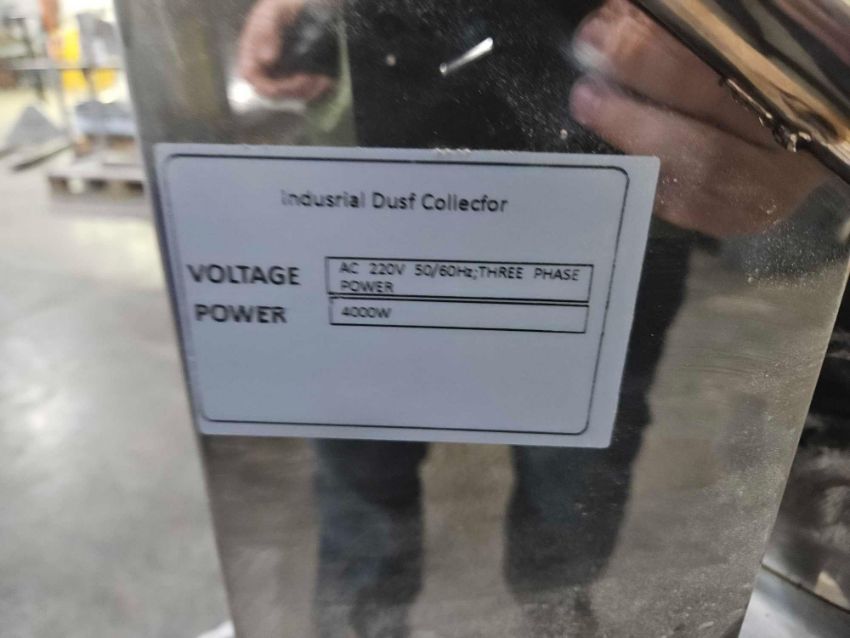 Indusrial Dusf Collecfor
VOLTAGE
AC 220V 50/60Hz;THREE PHASE
POWER
POWER
4000W